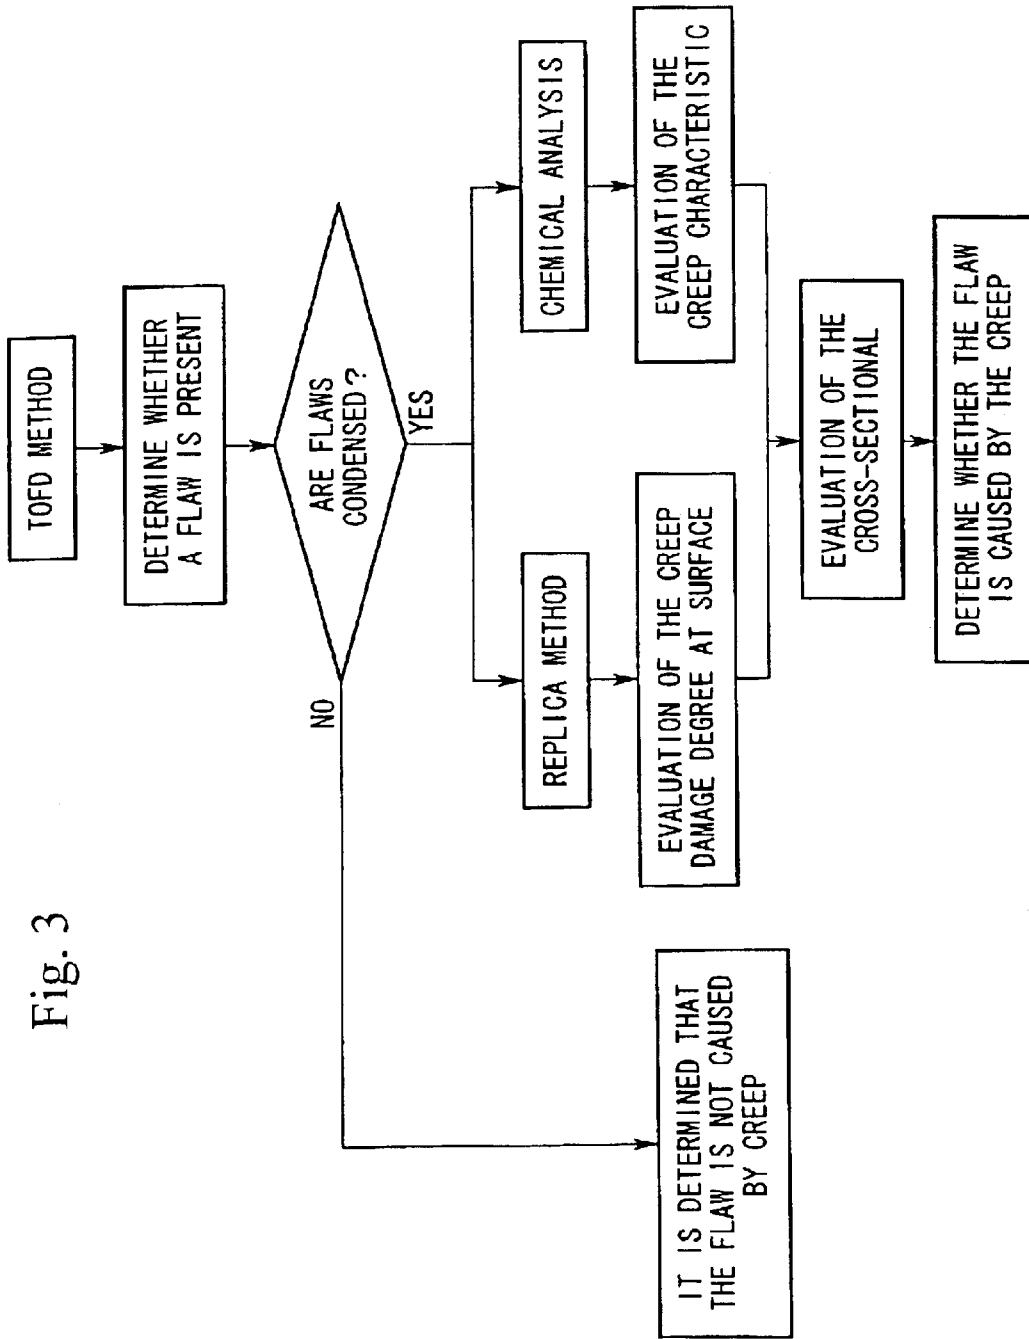 Fig. 3
TOFD METHOD
DETERMINE WHETHER
A FLAW IS PRESENT
ARE FLAWS
CONDENSED?
NO
YES
REPLICA METHOD
CHEMICAL ANALYSIS
EVALUATION OF THE CREEP
DAMAGE DEGREE AT SURFACE
EVALUATION OF THE
CREEP CHARACTERISTIC
IT IS DETERMINED THAT
THE FLAW IS NOT CAUSED
BY CREEP
EVALUATION OF THE
CROSS-SECTIONAL
DETERMINE WHETHER THE FLAW
IS CAUSED BY THE CREEP